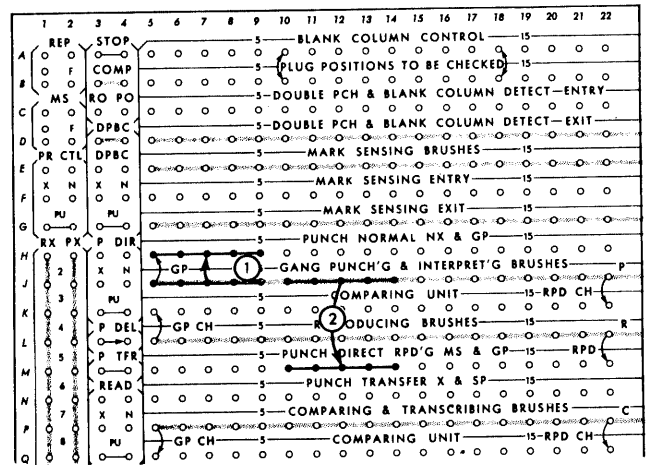 1 2 3 4 5 6 7 8 9 10 11 12 13 14 15 16 17 18 19 20 21 22
REP STOP 5 BLANK COLUMN CONTROL 15
A
F COMP 5 PLUG POSITIONS TO BE CHECKED 15
B
MS RO PO 5 DOUBLE PCH & BLANK COLUMN DETECT-ENTRY
C
F DPBC 5 DOUBLE PCH & BLANK COLUMN DETECT-EXIT
D
PR CTL DPBC 5 MARK SENSING BRUSHES 15
E
X N X N 5 MARK SENSING ENTRY 15
F
PU PU 5 MARK SENSING EXIT 15
G
RX PX P DIR 5 PUNCH NORMAL NX & GP 15
H
2 X N GP 1 GANG PUNCH'G & INTERPRET'G BRUSHES P
J
3 PU 5 COMPARING UNIT 15-RPD CH
K
4 P DEL GP CH 5 2 ODUCING BRUSHES 15 R
L
5 P TFR 5 PUNCH DIRECT RPD'G MS & GP 15 RPD
M
6 READ 5 PUNCH TRANSFER X & SP 15
N
7 X N 5 COMPARING & TRANSCRIBING BRUSHES C
P
8 PU GP CH 5 COMPARING UNIT 15-RPD CH
Q